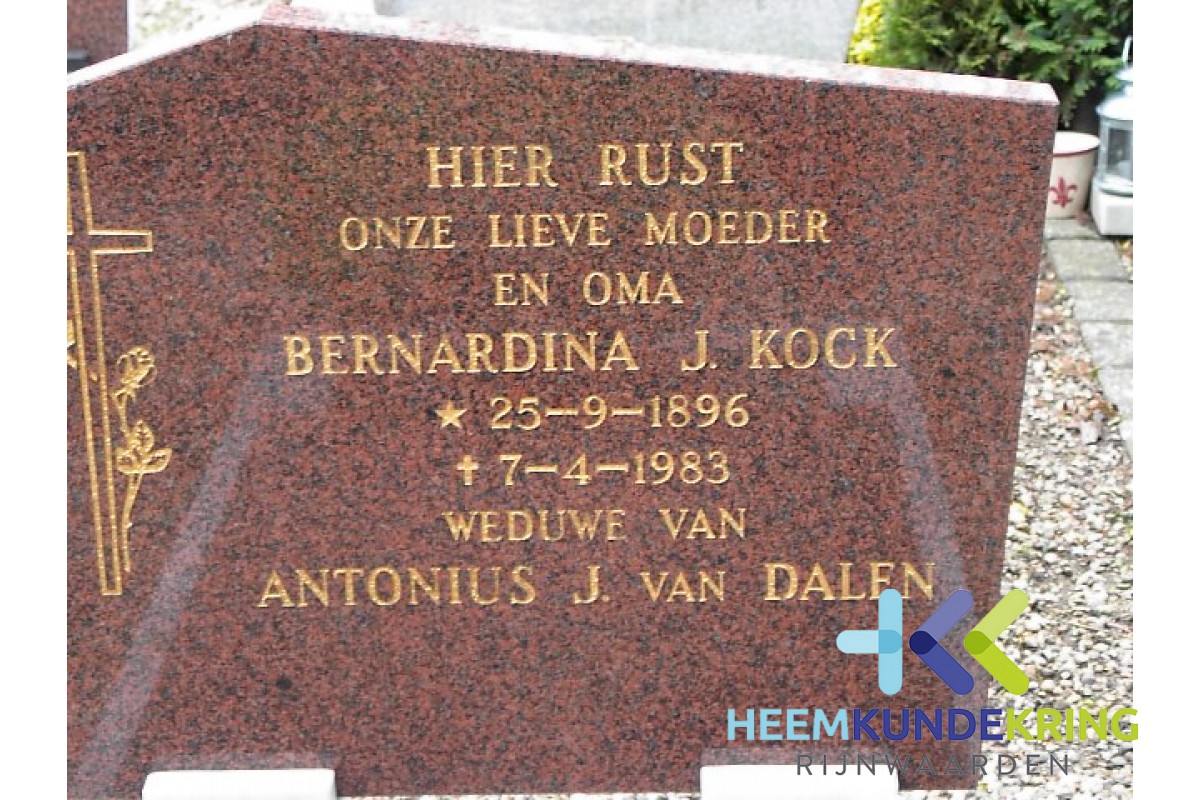 HIER RUST
ONZE LIEVE MOEDER
EN OMA
BERNARDINA J. KOCK
★ 25-9-1896
✝ 7-4-1983
WEDUWE VAN
ANTONIUS J. VAN DALEN
HEEMKUNDEKRING
RIJNWAARDEN